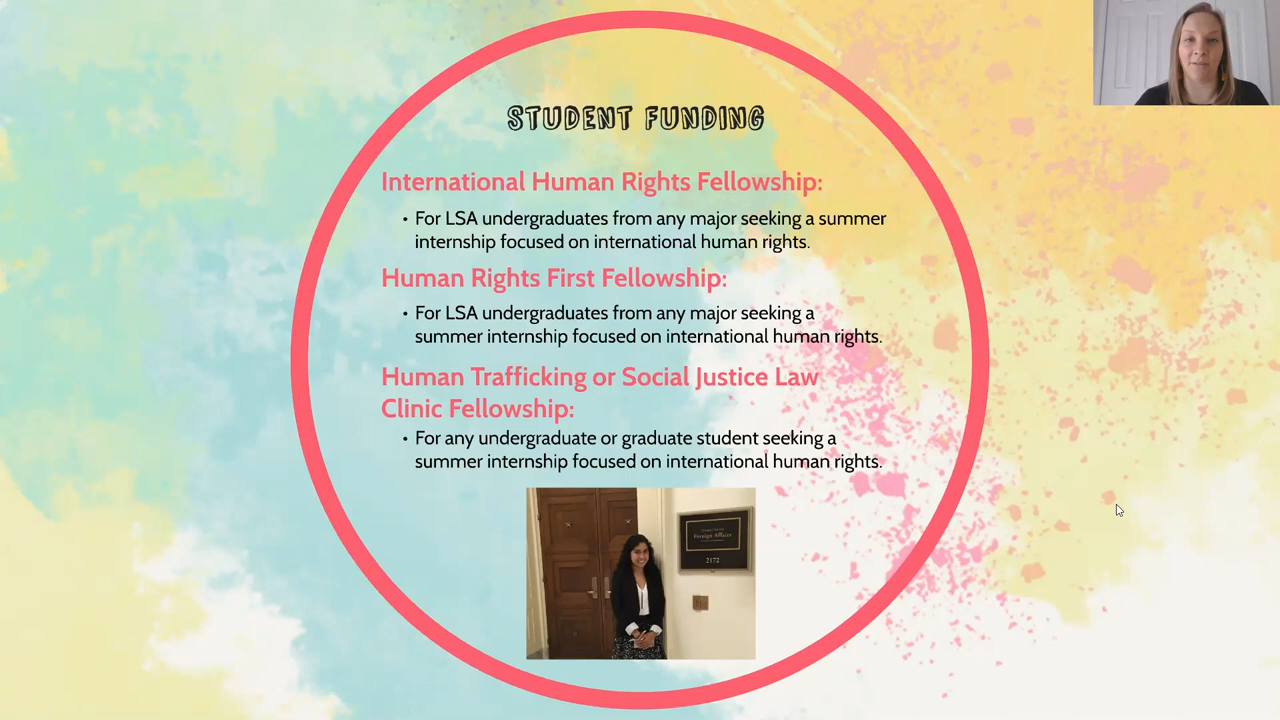 STUDENT FUNDING
International Human Rights Fellowship:
• For LSA undergraduates from any major seeking a summer
internship focused on international human rights.
Human Rights First Fellowship:
• For LSA undergraduates from any major seeking a
summer internship focused on international human rights.
Human Trafficking or Social Justice Law
Clinic Fellowship:
• For any undergraduate or graduate student seeking a
summer internship focused on international human rights.
Foreign Affairs
2172